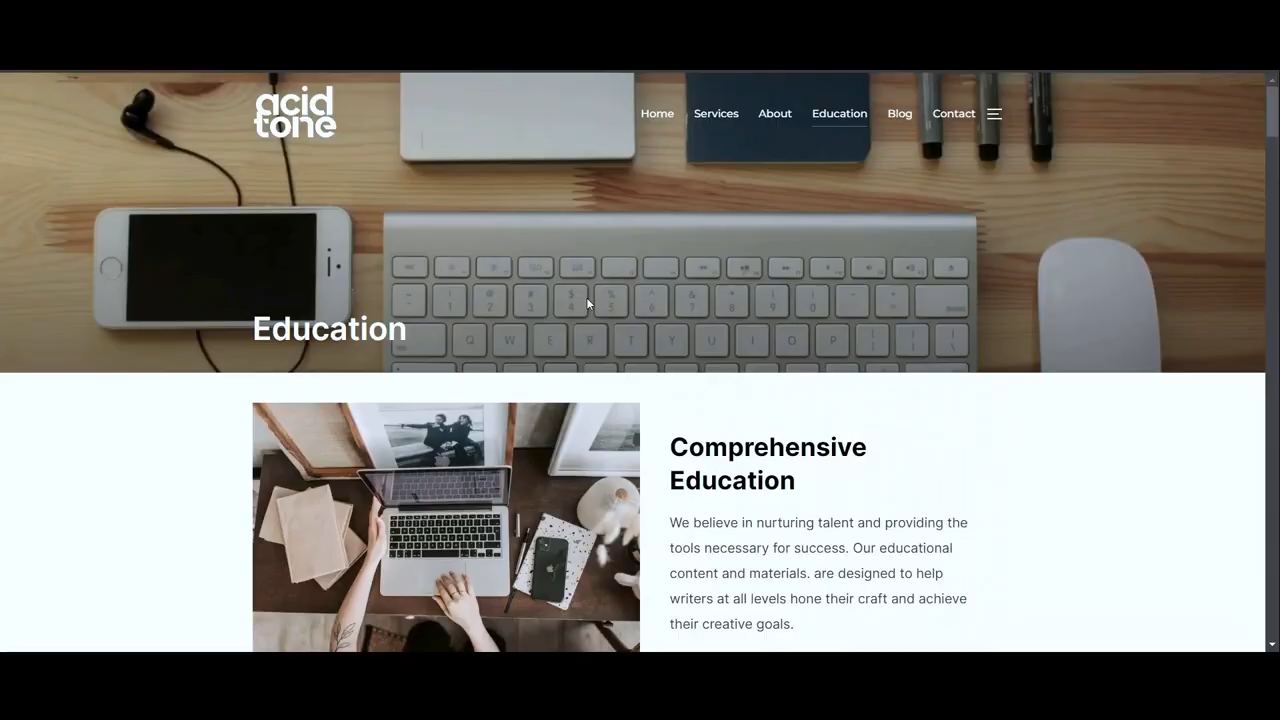 acid
tone
Home Services About Education Blog Contact
Education
Comprehensive
Education
We believe in nurturing talent and providing the
tools necessary for success. Our educational
content and materials. are designed to help
writers at all levels hone their craft and achieve
their creative goals.